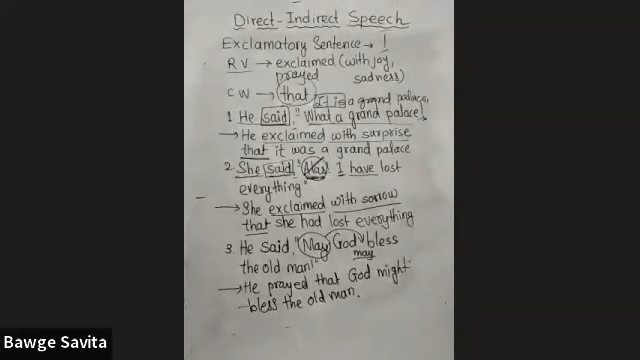 Direct-Indirect Speech
Exclamatory Sentence → !
RV → exclaimed (with joy,
prayed sadness)
CW → that
It is a grand palace.
1 He said, "What a grand palace!"
→ He exclaimed with surprise
that it was a grand palace
2. She said, "Alas! I have lost
everything"
→ She exclaimed with sorrow
that she had lost everything
3 He said, "May God bless
may
the old man!"
→ He prayed that God might
bless the old man.
Bawge Savita